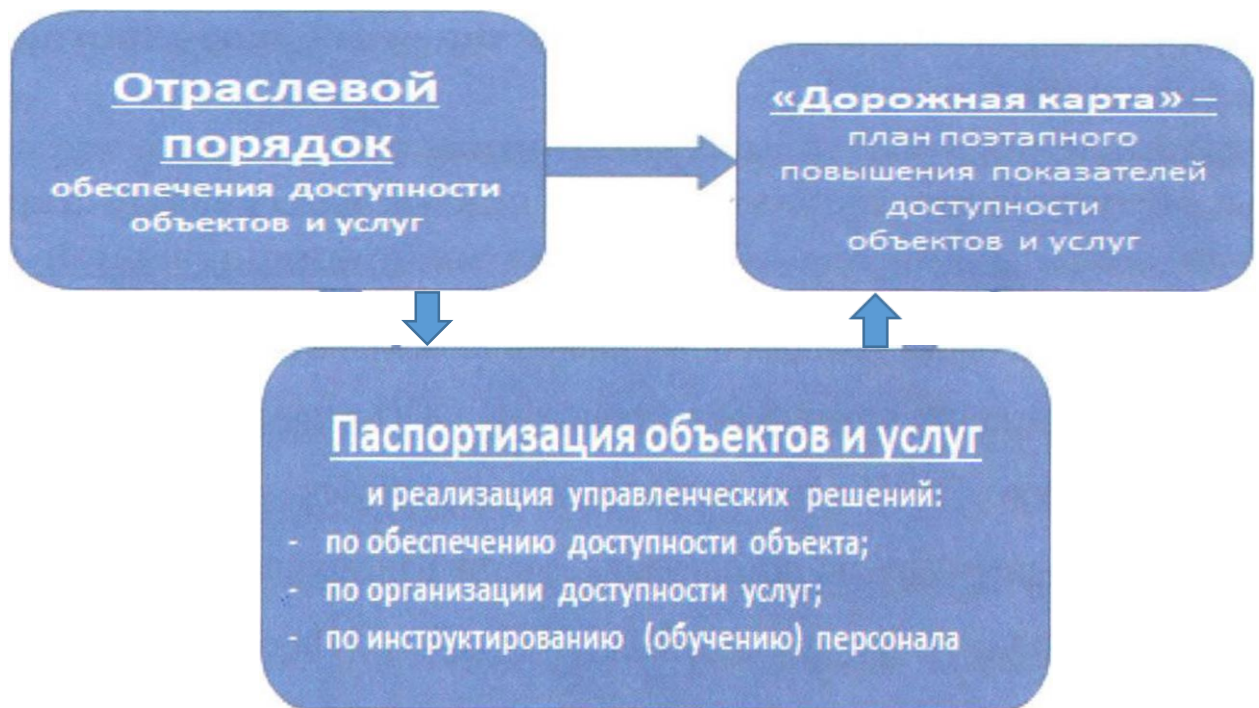 Отраслевой
порядок
обеспечения доступности
объектов и услуг
«Дорожная карта» –
план поэтапного
повышения показателей
доступности
объектов и услуг
Паспортизация объектов и услуг
и реализация управленческих решений:
- по обеспечению доступности объекта;
- по организации доступности услуг;
- по инструктированию (обучению) персонала